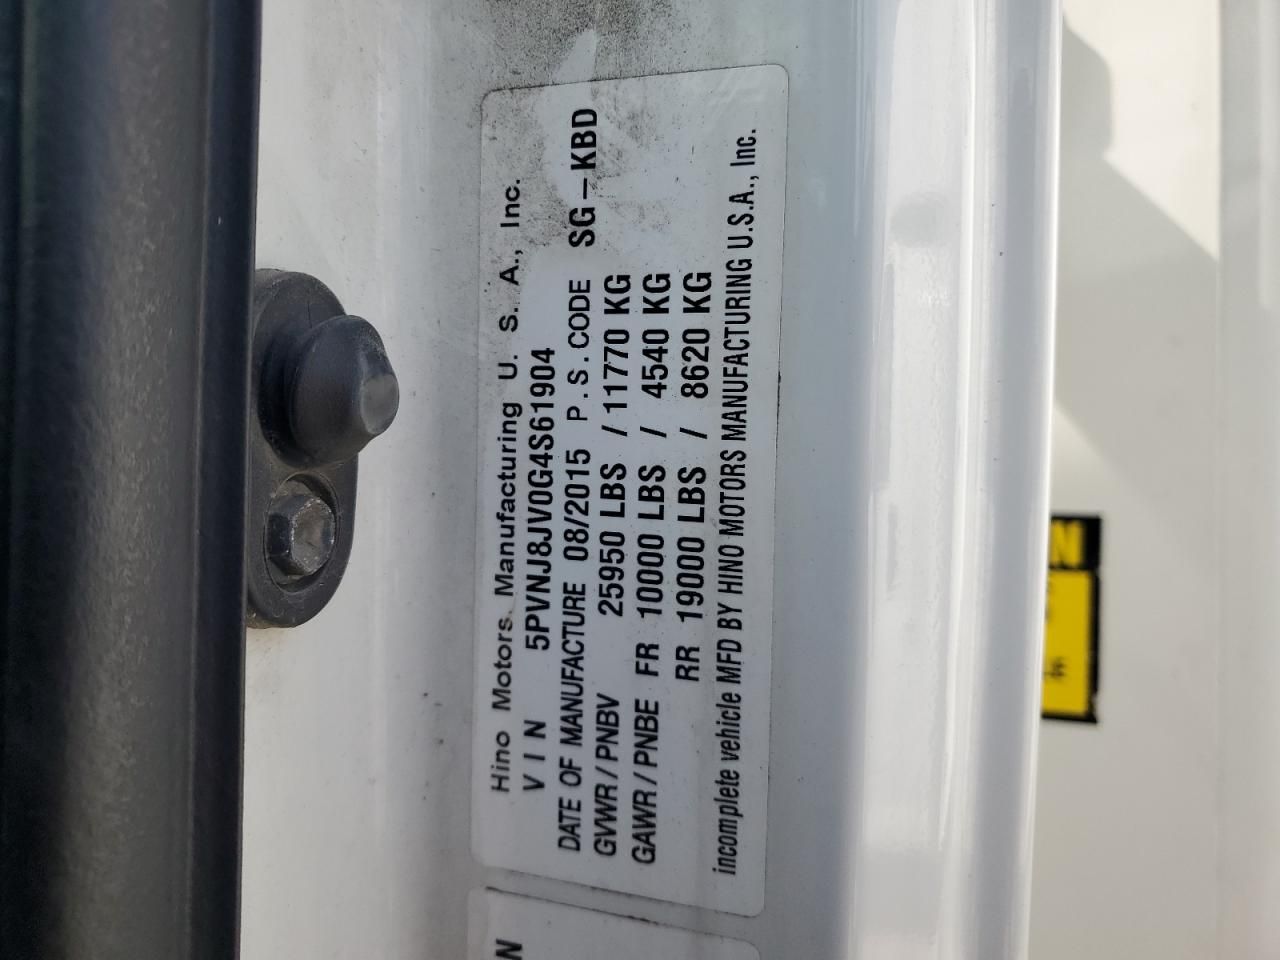 Hino Motors Manufacturing U. S. A., Inc.
VIN 5PVNJ8JV0G4S61904
DATE OF MANUFACTURE 08/2015 P.S.CODE SG-KBD
GVWR/PNBV 25950 LBS / 11770 KG
GAWR/PNBE FR 10000 LBS / 4540 KG
RR 19000 LBS / 8620 KG
incomplete vehicle MFD BY HINO MOTORS MANUFACTURING U.S.A., Inc.
N
N